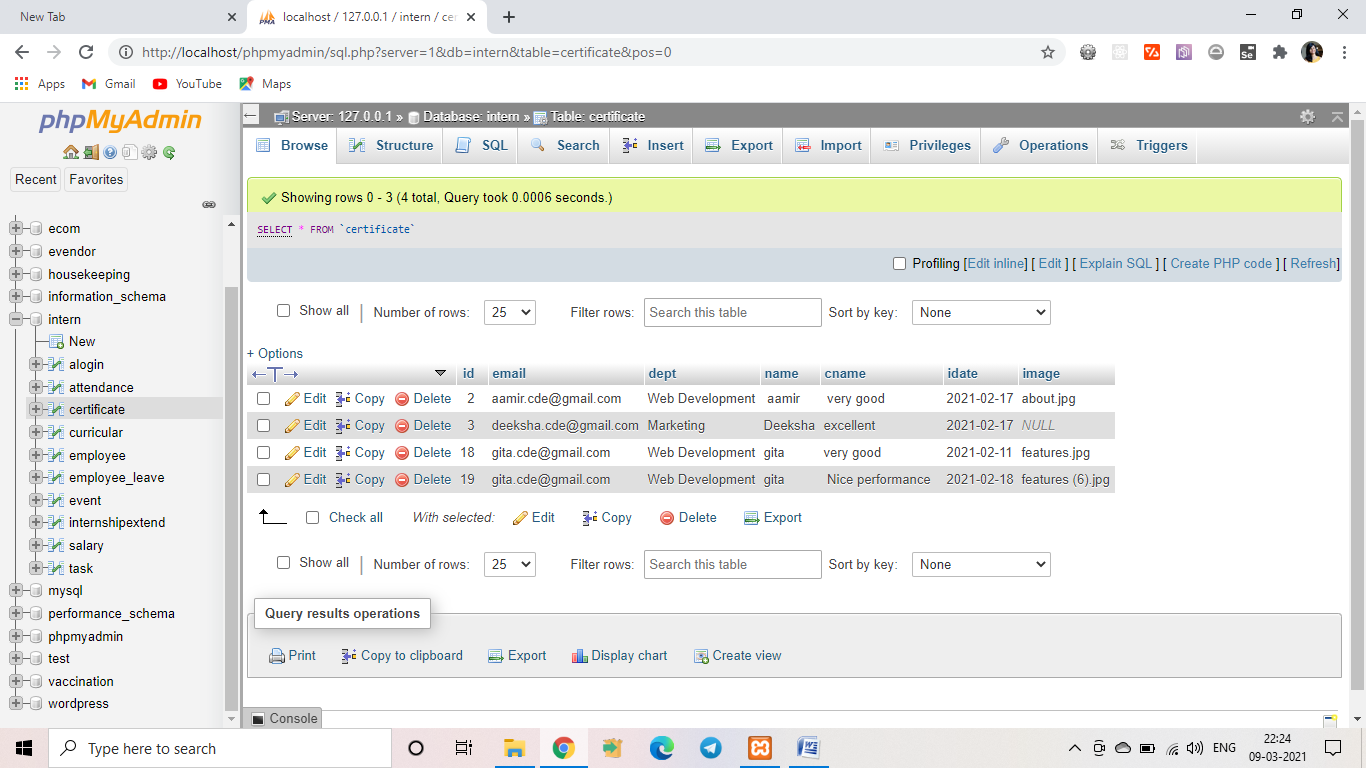 New Tab
localhost / 127.0.0.1 / intern / cer
http://localhost/phpmyadmin/sql.php?server=1&db=intern&table=certificate&pos=0
Apps Gmail YouTube Maps
phpMyAdmin
Recent Favorites
ecom
evendor
housekeeping
information_schema
intern
New
alogin
attendance
certificate
curricular
employee
employee_leave
event
internshipextend
salary
task
mysql
performance_schema
phpmyadmin
test
vaccination
wordpress
Server: 127.0.0.1 » Database: intern » Table: certificate
Browse Structure SQL Search Insert Export Import Privileges Operations Triggers
Showing rows 0 - 3 (4 total, Query took 0.0006 seconds.)
SELECT * FROM `certificate`
Profiling [Edit inline] [ Edit ] [ Explain SQL ] [ Create PHP code ] [ Refresh]
Show all | Number of rows: 25 Filter rows: Search this table Sort by key: None
+ Options
id email dept name cname idate image
Edit Copy Delete 2 aamir.cde@gmail.com Web Development aamir very good 2021-02-17 about.jpg
Edit Copy Delete 3 deeksha.cde@gmail.com Marketing Deeksha excellent 2021-02-17 NULL
Edit Copy Delete 18 gita.cde@gmail.com Web Development gita very good 2021-02-11 features.jpg
Edit Copy Delete 19 gita.cde@gmail.com Web Development gita Nice performance 2021-02-18 features (6).jpg
Check all With selected: Edit Copy Delete Export
Show all | Number of rows: 25 Filter rows: Search this table Sort by key: None
Query results operations
Print Copy to clipboard Export Display chart Create view
Console
Type here to search
ENG
22:24
09-03-2021